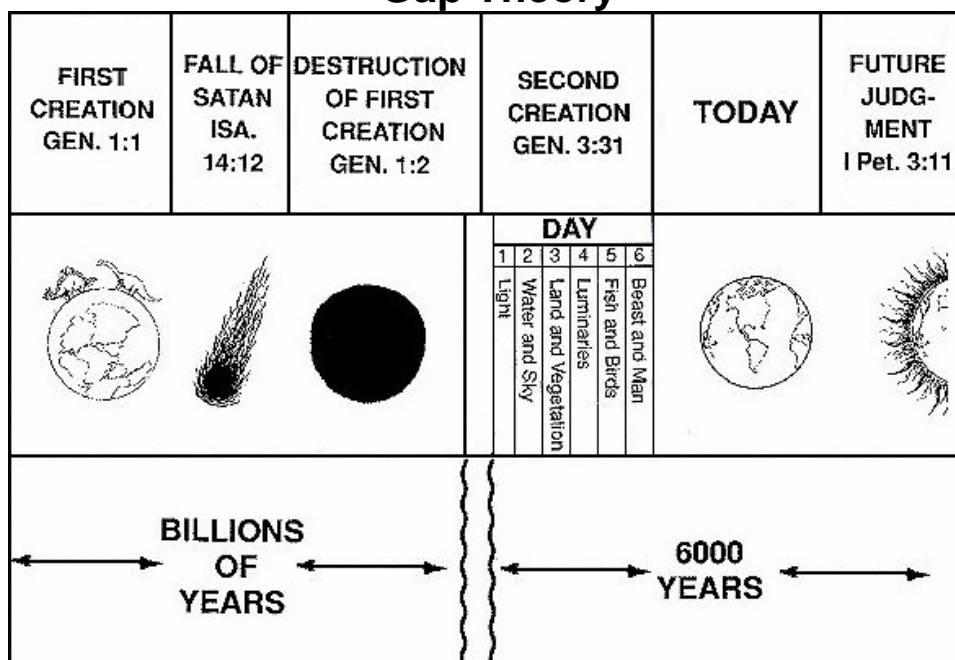 Gap Theory
FIRST
CREATION
GEN. 1:1
FALL OF
SATAN
ISA.
14:12
DESTRUCTION
OF FIRST
CREATION
GEN. 1:2
SECOND
CREATION
GEN. 3:31
TODAY
FUTURE
JUDG-
MENT
I Pet. 3:11
DAY
1 2 3 4 5 6
Light
Water and Sky
Land and Vegetation
Luminaries
Fish and Birds
Beast and Man
BILLIONS
OF
YEARS
6000
YEARS